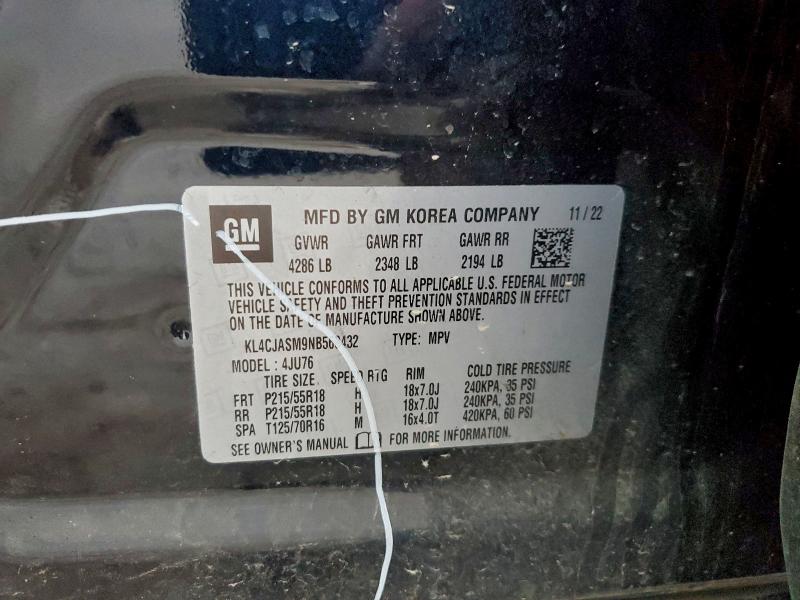 GM
MFD BY GM KOREA COMPANY 11/22
GVWR GAWR FRT GAWR RR
4286 LB 2348 LB 2194 LB
THIS VEHICLE CONFORMS TO ALL APPLICABLE U.S. FEDERAL MOTOR
VEHICLE SAFETY AND THEFT PREVENTION STANDARDS IN EFFECT
ON THE DATE OF MANUFACTURE SHOWN ABOVE.
TYPE: MPV
MODEL: 4JU76
TIRE SIZE SPEED RTG RIM COLD TIRE PRESSURE
FRT P215/55R18 H 18x7.0J 240KPA, 35 PSI
RR P215/55R18 H 18x7.0J 240KPA, 35 PSI
SPA T125/70R16 M 16x4.0T 420KPA, 60 PSI
SEE OWNER'S MANUAL FOR MORE INFORMATION.